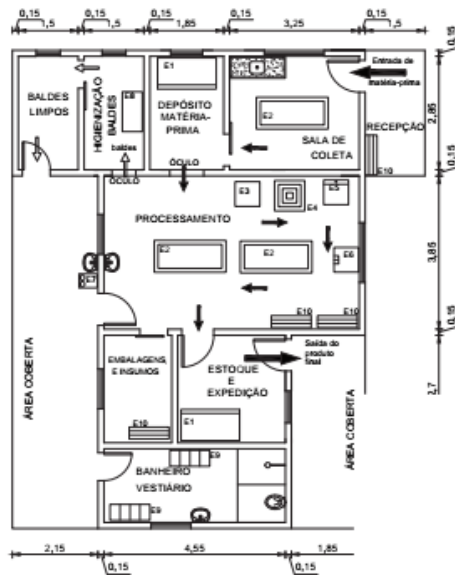 0,15 0,15 0,15 0,15 0,15
1,5 1,5 1,85 3,25 1,5
0,15
E1
Entrada de
matéria-prima
BALDES
LIMPOS
HIGIENIZAÇÃO
BALDES
E8
DEPÓSITO
MATÉRIA-
PRIMA
E2
SALA DE
COLETA
RECEPÇÃO
2,85
baldes
ÓCULO
ÓCULO
E10
0,15
E3
E4
E5
PROCESSAMENTO
E2
E2
E6
E7
3,85
E10
E10
0,15
ÁREA COBERTA
EMBALAGENS,
E INSUMOS
E10
ESTOQUE
E
EXPEDIÇÃO
E1
Saída do
produto
final
2,7
ÁREA COBERTA
E9
BANHEIRO
VESTIÁRIO
E9
2,15 4,55 1,85
0,15 0,15